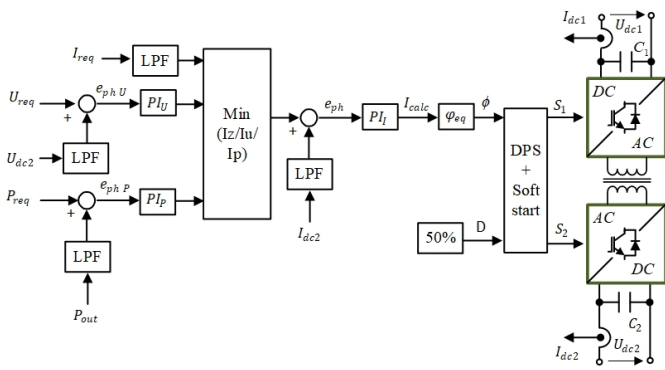 I_req
LPF
U_req
+
e_ph U
PI_U
U_dc2
LPF
P_req
+
e_ph P
PI_P
LPF
P_out
Min
(Iz/Iu/
Ip)
+
e_ph
LPF
I_dc2
PI_I
I_calc
φ_eq
ϕ
50%
D
DPS
+
Soft
start
S_1
S_2
I_dc1
U_dc1
C_1
DC
AC
AC
DC
C_2
I_dc2
U_dc2